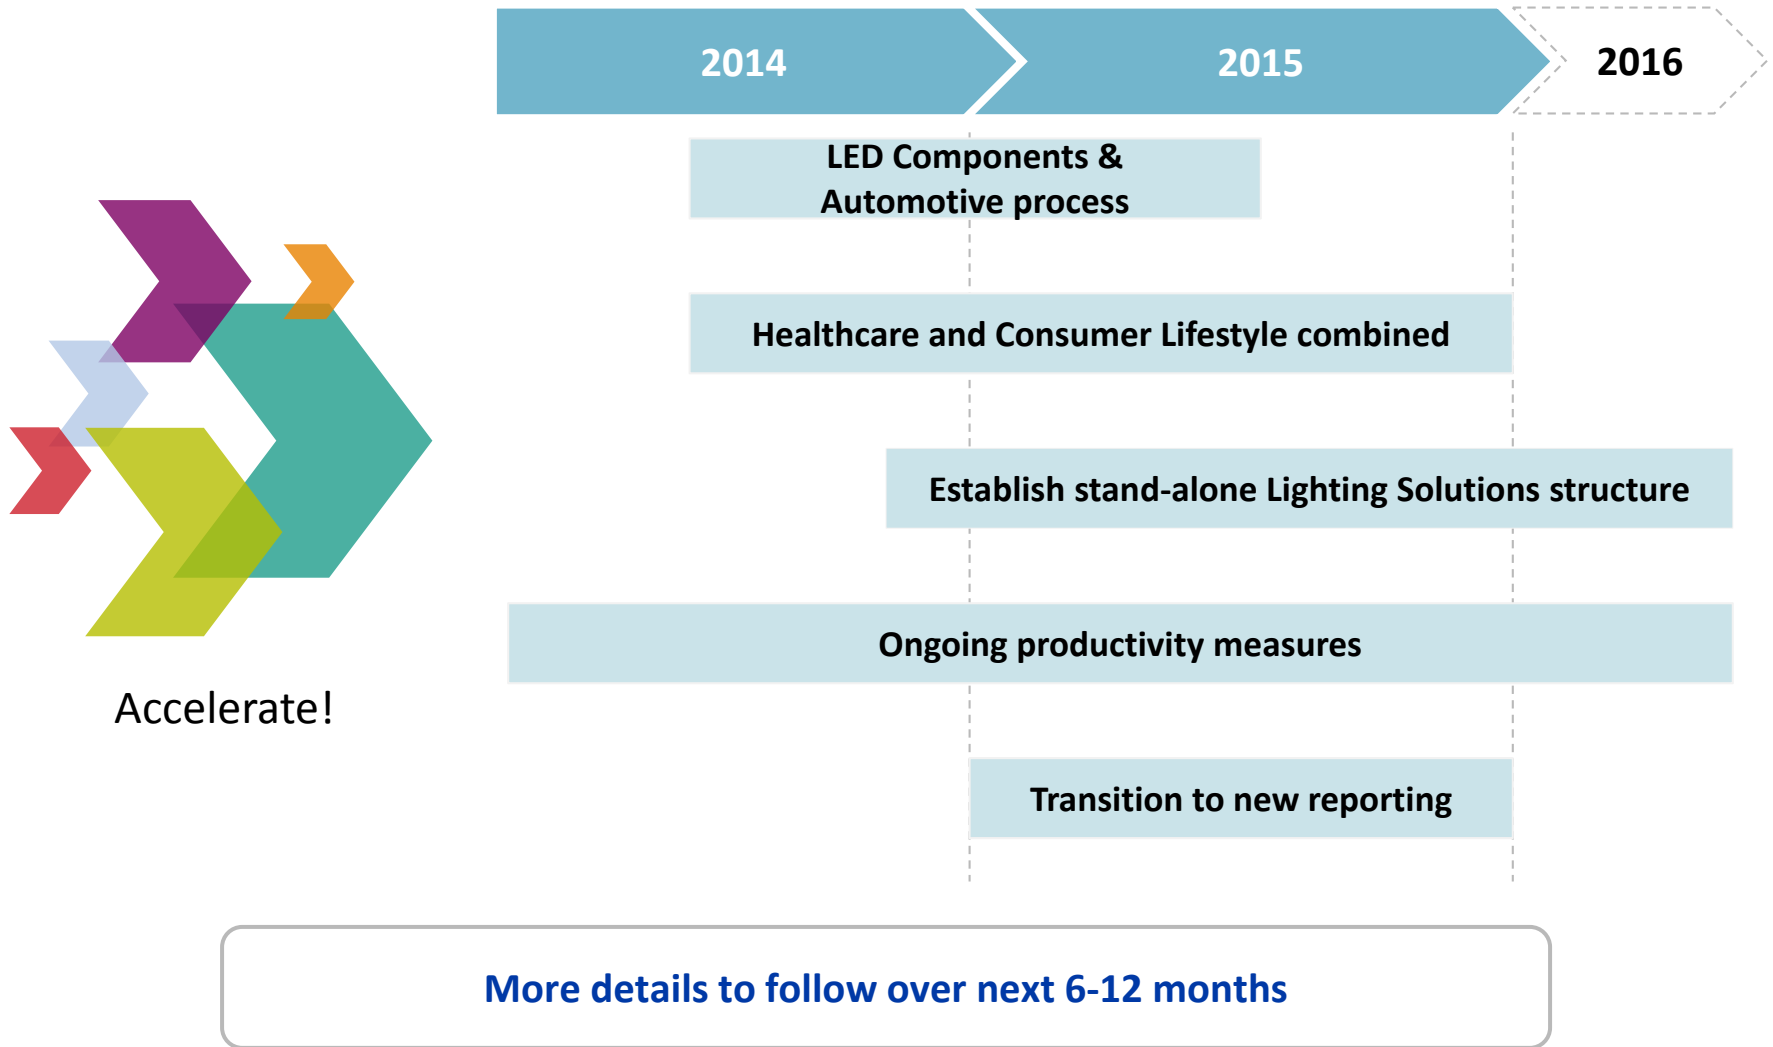 2014
2015
2016
LED Components &
Automotive process
Healthcare and Consumer Lifestyle combined
Establish stand-alone Lighting Solutions structure
Ongoing productivity measures
Accelerate!
Transition to new reporting
More details to follow over next 6-12 months